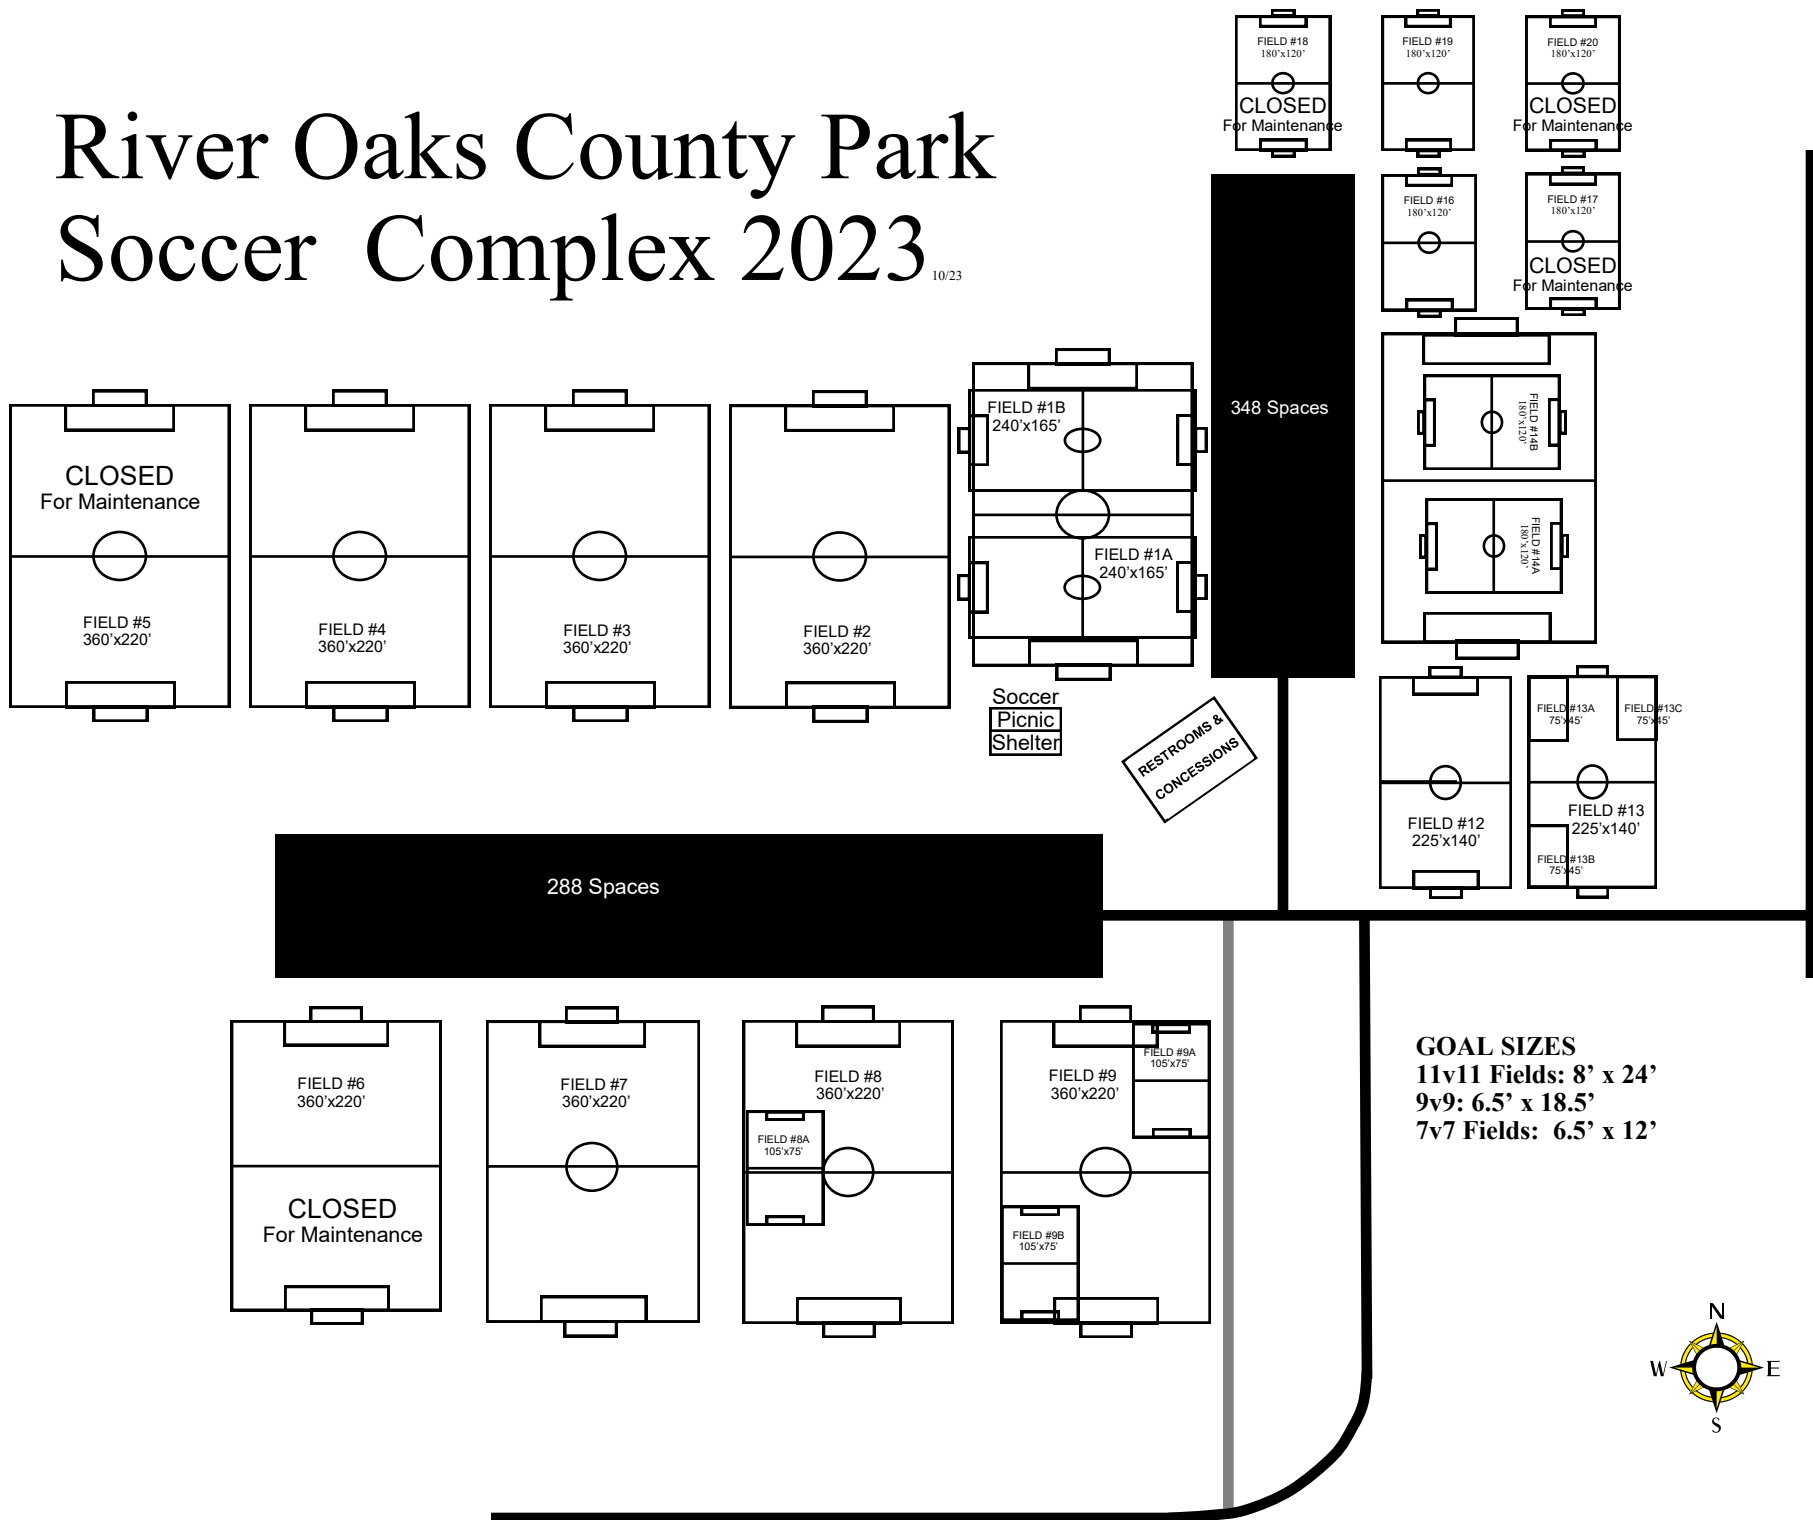 River Oaks County Park
Soccer Complex 2023
10/23
FIELD #18
180'x120'
CLOSED
For Maintenance
FIELD #19
180'x120'
FIELD #20
180'x120'
CLOSED
For Maintenance
FIELD #16
180'x120'
FIELD #17
180'x120'
CLOSED
For Maintenance
CLOSED
For Maintenance
FIELD #5
360'x220'
FIELD #4
360'x220'
FIELD #3
360'x220'
FIELD #2
360'x220'
FIELD #1B
240'x165'
FIELD #1A
240'x165'
348 Spaces
FIELD #14B
180'x120'
FIELD #14A
180'x120'
Soccer
Picnic
Shelter
RESTROOMS &
CONCESSIONS
FIELD #12
225'x140'
FIELD #13A
75'x45'
FIELD #13C
75'x45'
FIELD #13
225'x140'
FIELD #13B
75'x45'
288 Spaces
FIELD #6
360'x220'
CLOSED
For Maintenance
FIELD #7
360'x220'
FIELD #8
360'x220'
FIELD #8A
105'x75'
FIELD #9
360'x220'
FIELD #9A
105'x75'
FIELD #9B
105'x75'
GOAL SIZES
11v11 Fields: 8' x 24'
9v9: 6.5' x 18.5'
7v7 Fields:  6.5' x 12'
N
W E
S